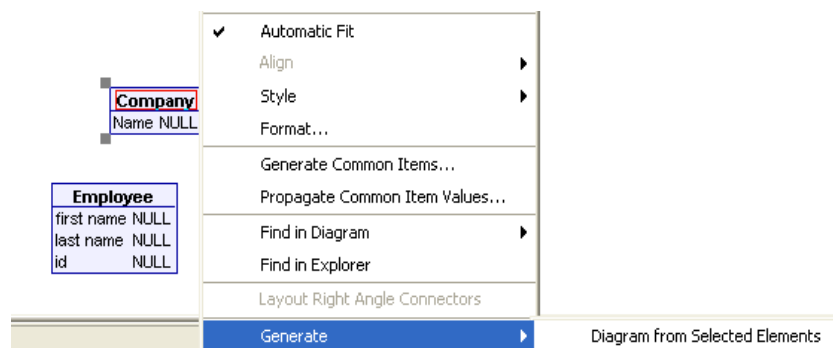 Automatic Fit
Align
Company
Style
Name NULL
Format...
Generate Common Items...
Employee
Propagate Common Item Values...
first name NULL
last name NULL
Find in Diagram
id NULL
Find in Explorer
Layout Right Angle Connectors
Generate
Diagram from Selected Elements